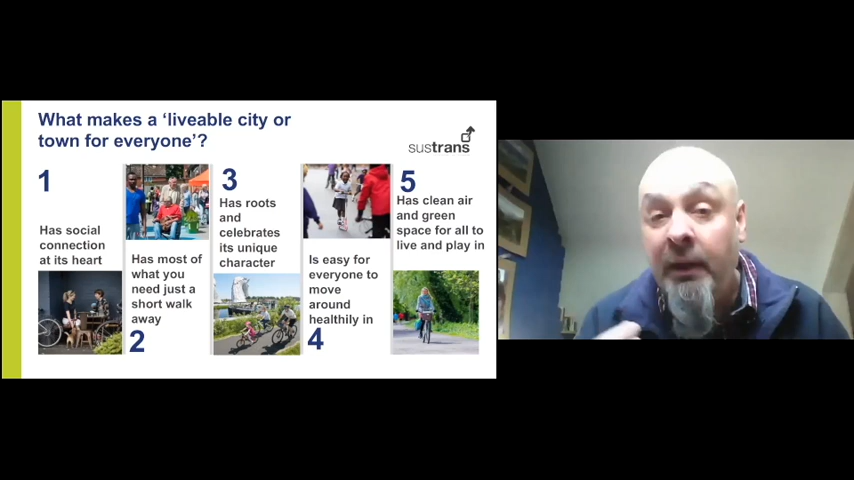 What makes a ‘liveable city or
town for everyone’?
sustrans
1
Has social
connection
at its heart
Has most of
what you
need just a
short walk
away
2
3
Has roots
and
celebrates
its unique
character
Is easy for
everyone to
move
around
healthily in
4
5
Has clean air
and green
space for all to
live and play in